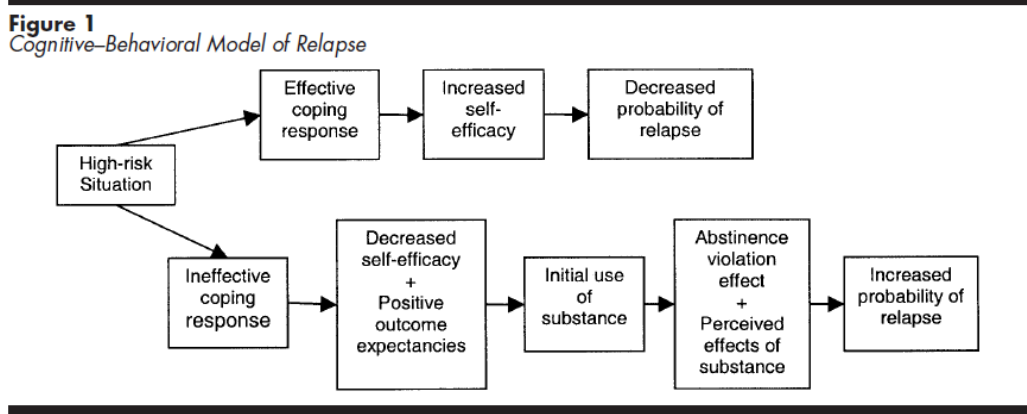 Figure 1
Cognitive–Behavioral Model of Relapse
Effective
coping
response
Increased
self-
efficacy
Decreased
probability of
relapse
High-risk
Situation
Ineffective
coping
response
Decreased
self-efficacy
+
Positive
outcome
expectancies
Initial use
of
substance
Abstinence
violation
effect
+
Perceived
effects of
substance
Increased
probability of
relapse